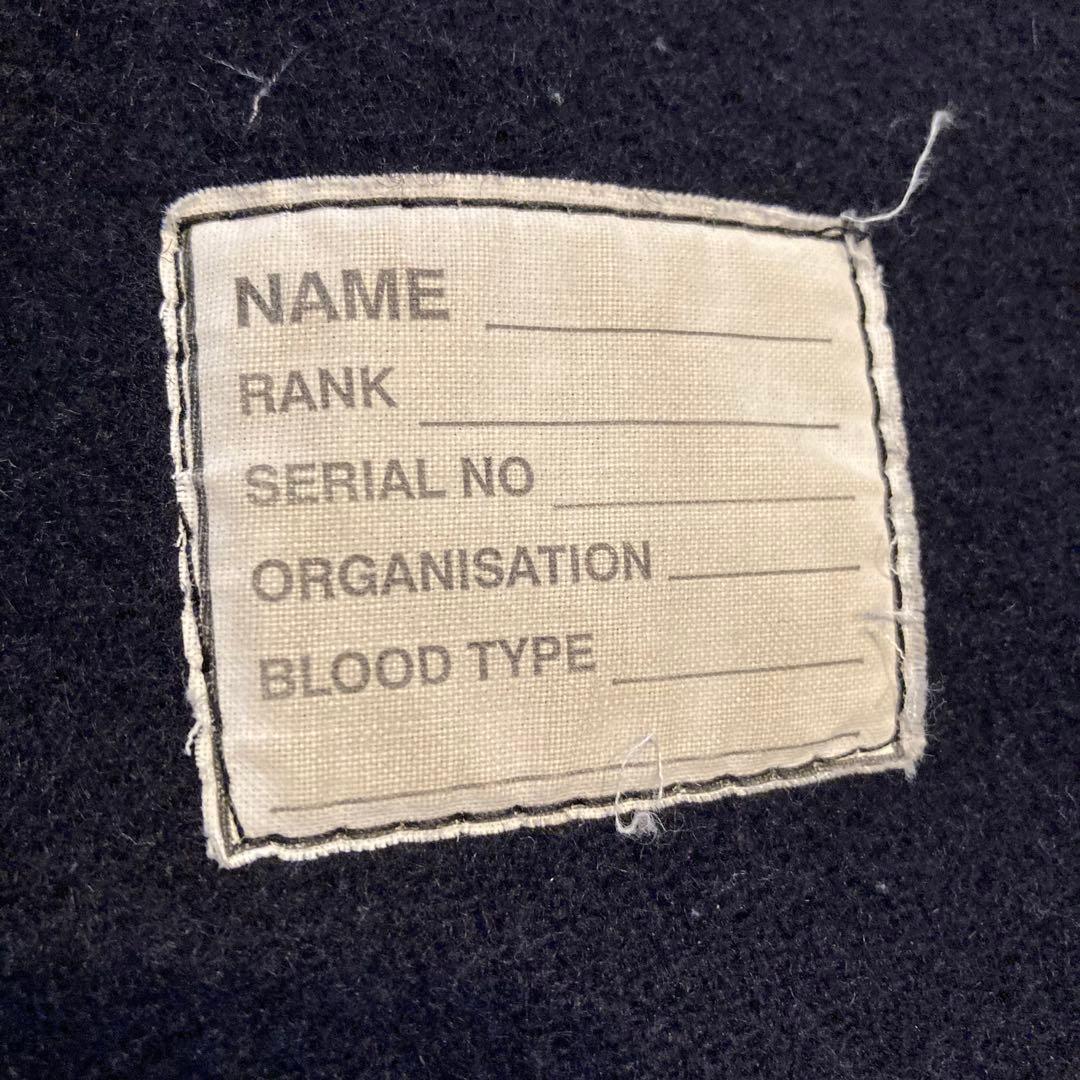 NAME
RANK
SERIAL NO
ORGANISATION
BLOOD TYPE